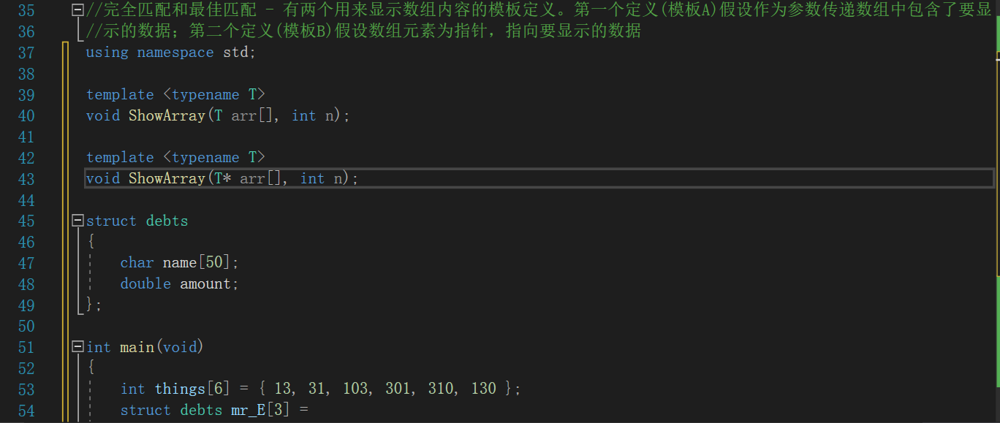 35 //完全匹配和最佳匹配 - 有两个用来显示数组内容的模板定义。第一个定义(模板A)假设作为参数传递数组中包含了要显
36 //示的数据；第二个定义(模板B)假设数组元素为指针，指向要显示的数据
37 using namespace std;
38
39 template <typename T>
40 void ShowArray(T arr[], int n);
41
42 template <typename T>
43 void ShowArray(T* arr[], int n);
44
45 struct debts
46 {
47     char name[50];
48     double amount;
49 };
50
51 int main(void)
52 {
53     int things[6] = { 13, 31, 103, 301, 310, 130 };
54     struct debts mr_E[3] =